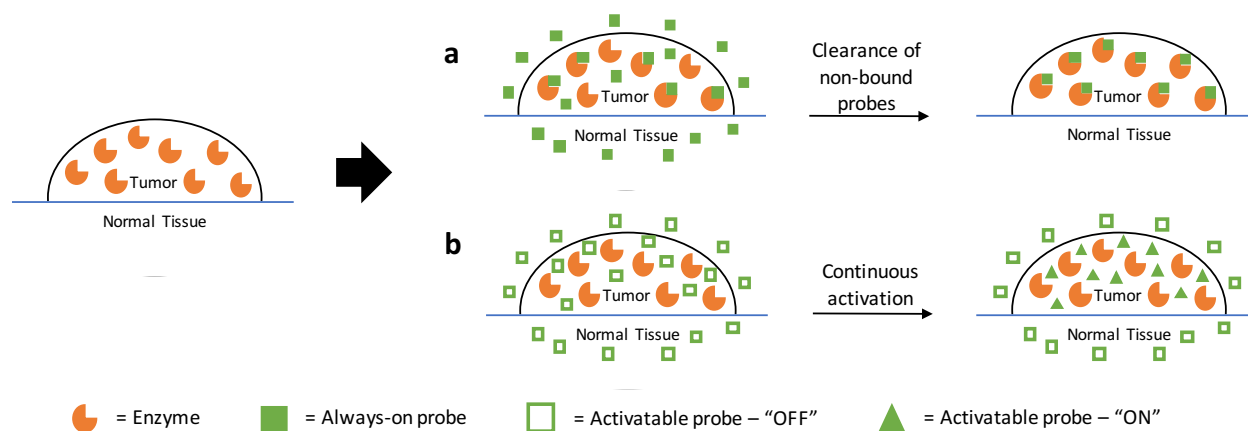 Tumor
Normal Tissue
a
Tumor
Normal Tissue
Clearance of
non-bound
probes
Tumor
Normal Tissue
b
Tumor
Normal Tissue
Continuous
activation
Tumor
Normal Tissue
= Enzyme
= Always-on probe
= Activatable probe – “OFF”
= Activatable probe – “ON”